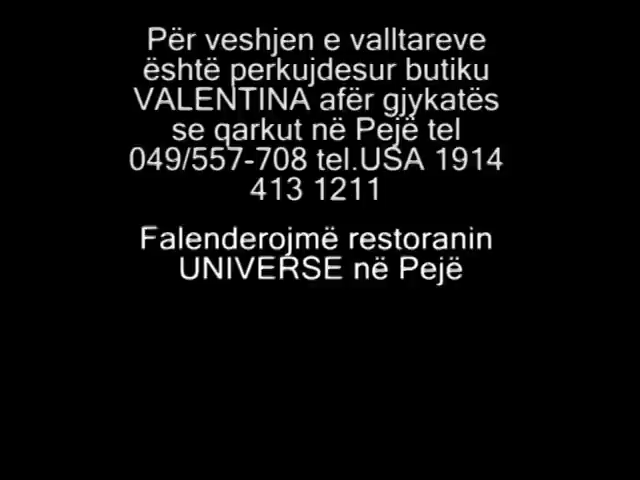 Për veshjen e valltareve
është perkujdesur butiku
VALENTINA afër gjykatës
se qarkut në Pejë tel
049/557-708 tel.USA 1914
413 1211
Falenderojmë restoranin
UNIVERSE në Pejë